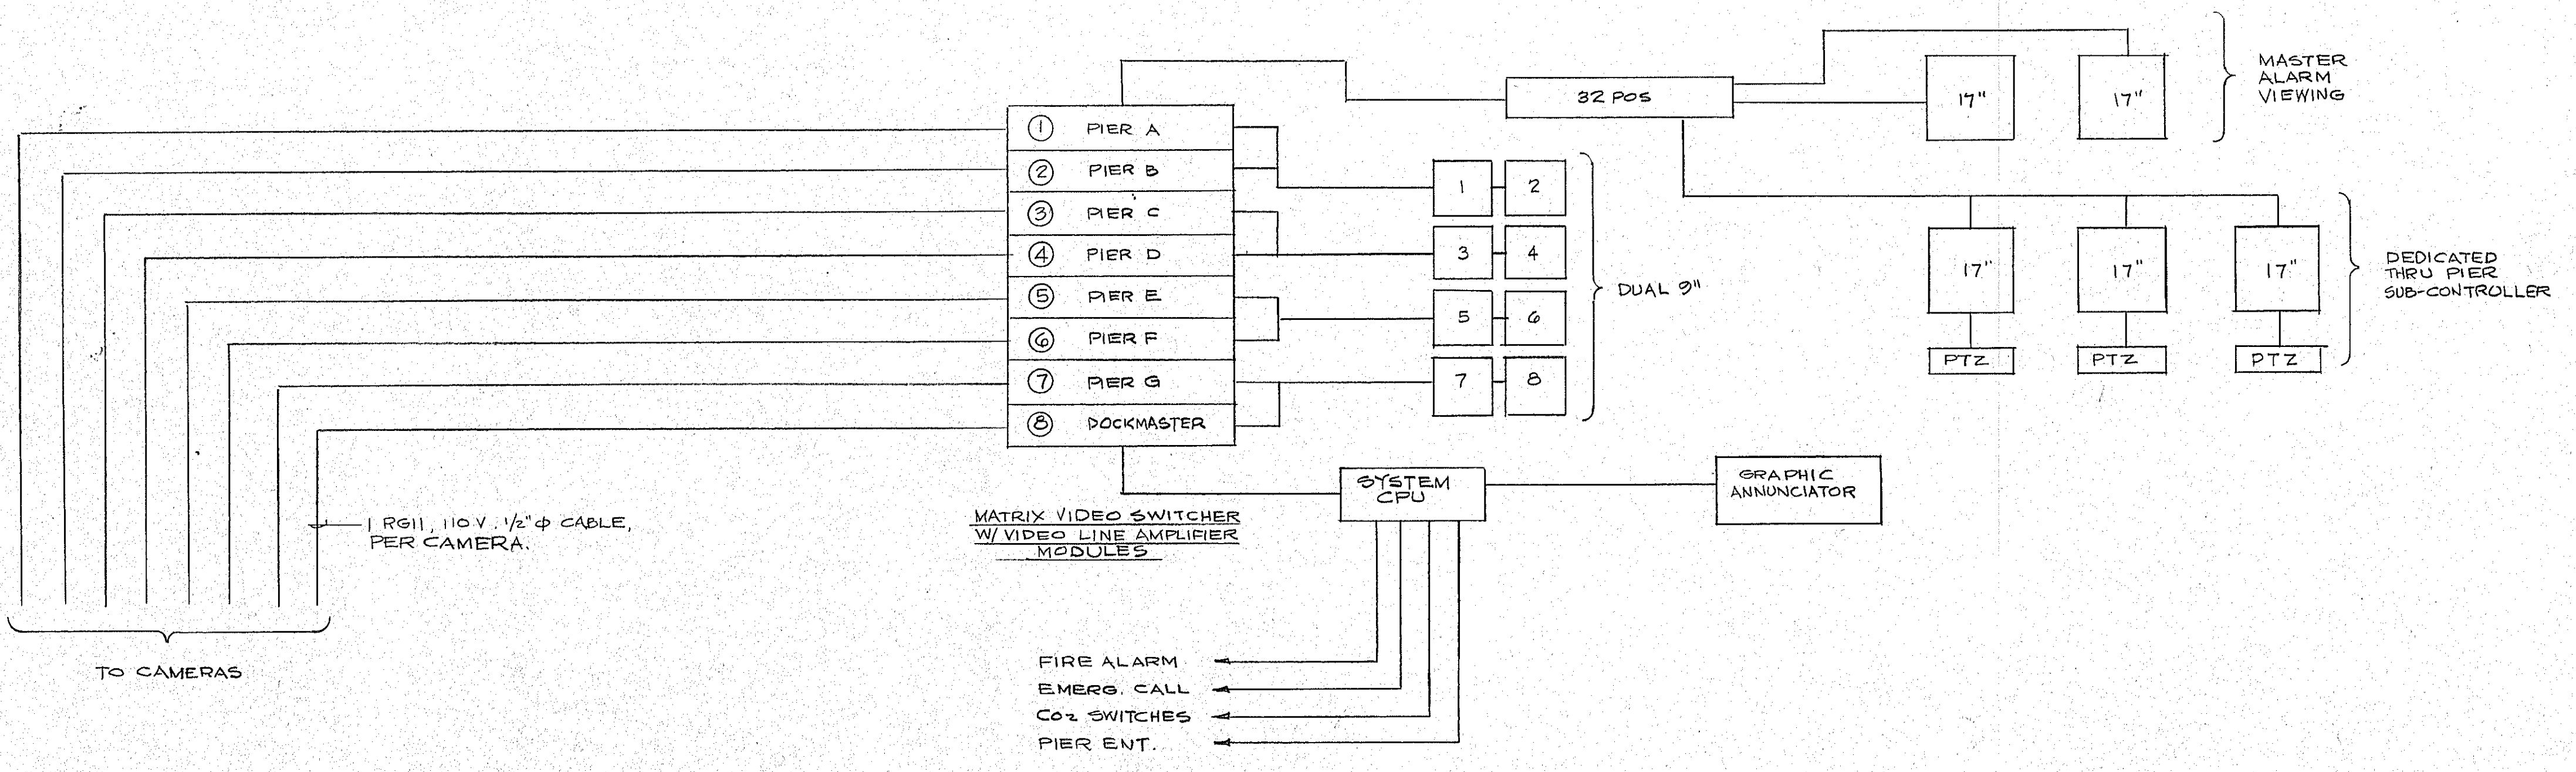 ① PIER A
② PIER B
③ PIER C
④ PIER D
⑤ PIER E
⑥ PIER F
⑦ PIER G
⑧ DOCKMASTER
32 POS
17"
17"
MASTER
ALARM
VIEWING
1
2
3
4
5
6
7
8
DUAL 9"
17"
17"
17"
PTZ
PTZ
PTZ
DEDICATED
THRU PIER
SUB-CONTROLLER
1 RG11, 110 V. 1/2" Φ CABLE,
PER CAMERA.
TO CAMERAS
MATRIX VIDEO SWITCHER
W/ VIDEO LINE AMPLIFIER
MODULES
SYSTEM
CPU
GRAPHIC
ANNUNCIATOR
FIRE ALARM
EMERG. CALL
CO2 SWITCHES
PIER ENT.